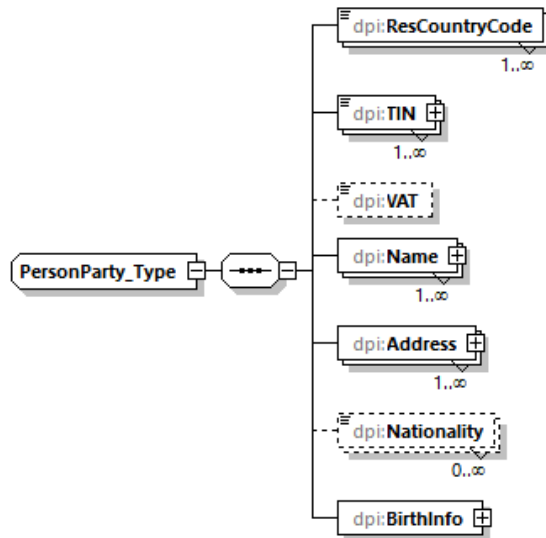 dpi:ResCountryCode
1..∞
dpi:TIN
1..∞
dpi:VAT
PersonParty_Type
dpi:Name
1..∞
dpi:Address
1..∞
dpi:Nationality
0..∞
dpi:BirthInfo